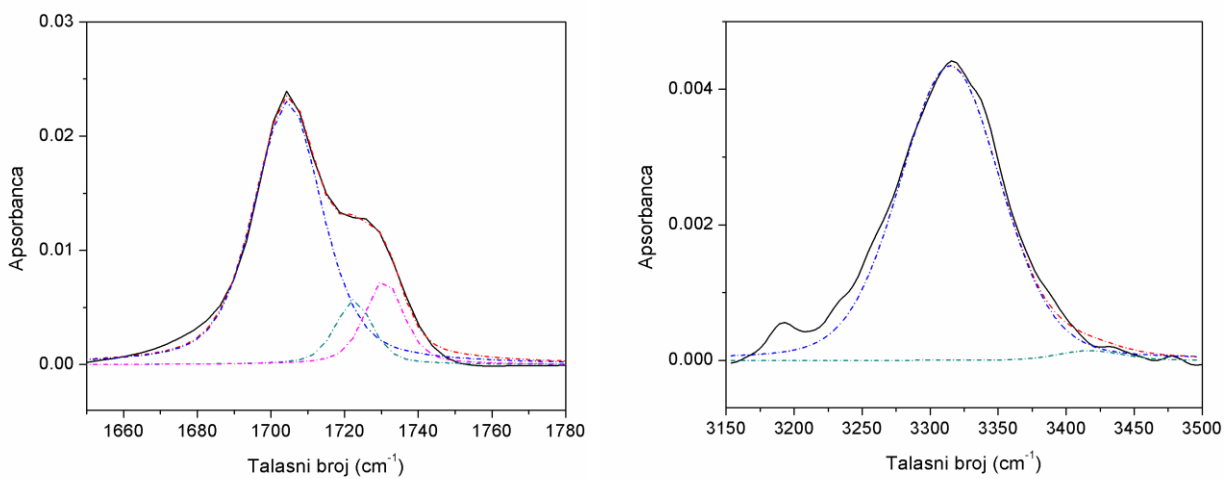 0.03
0.02
0.01
0.00
Apsorbanca
1660 1680 1700 1720 1740 1760 1780
Talasni broj (cm⁻¹)
0.004
0.002
0.000
Apsorbanca
3150 3200 3250 3300 3350 3400 3450 3500
Talasni broj (cm⁻¹)